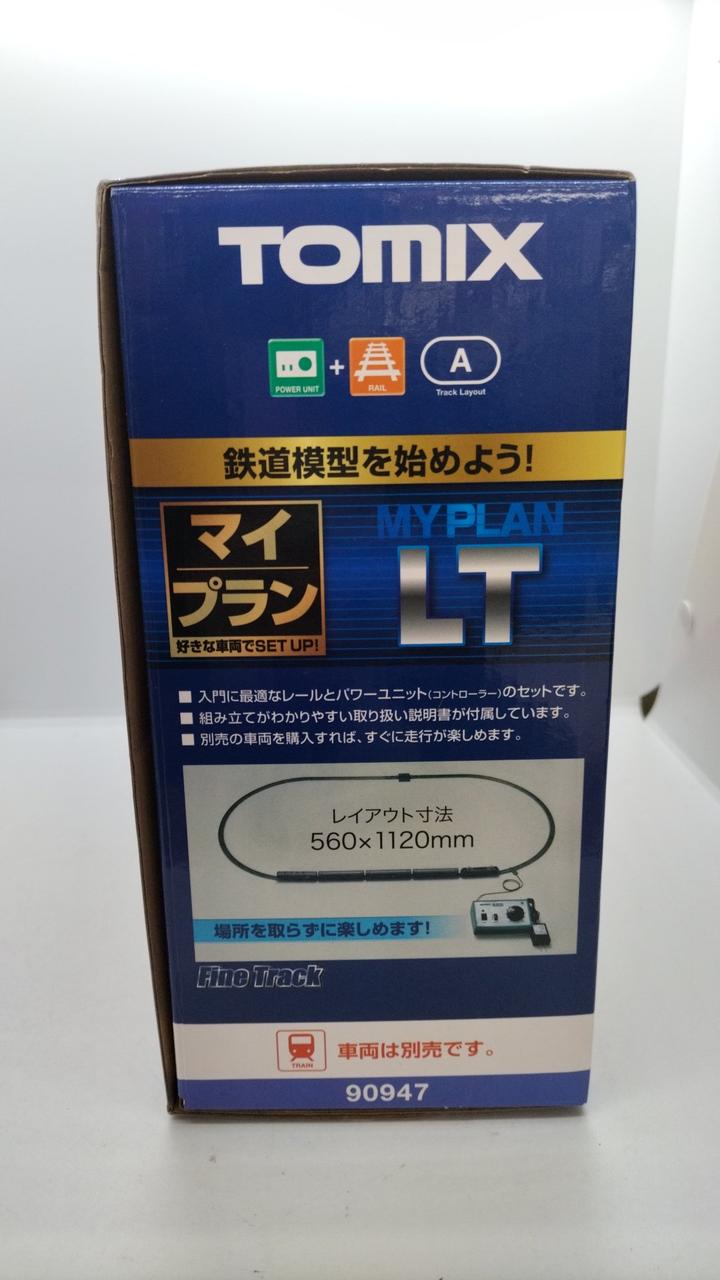 TOMIX
POWER UNIT
+
RAIL
A
Track Layout
鉄道模型を始めよう!
マイ
プラン
好きな車両でSET UP!
MY PLAN
LT
■ 入門に最適なレールとパワーユニット(コントローラー)のセットです。
■ 組み立てがわかりやすい取り扱い説明書が付属しています。
■ 別売の車両を購入すれば、すぐに走行が楽しめます。
レイアウト寸法
560×1120mm
場所を取らずに楽しめます!
Fine Track
TRAIN
車両は別売です。
90947